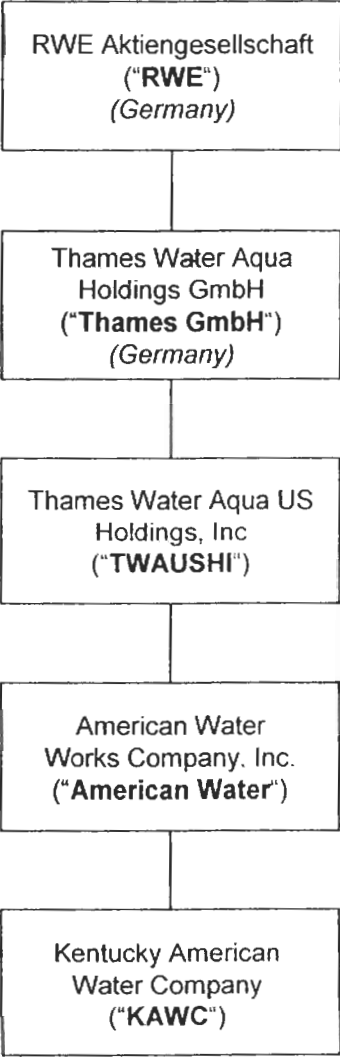 RWE Aktiengesellschaft
("RWE")
(Germany)
Thames Water Aqua
Holdings GmbH
("Thames GmbH")
(Germany)
Thames Water Aqua US
Holdings, Inc
("TWAUSHI")
American Water
Works Company, Inc.
("American Water")
Kentucky American
Water Company
("KAWC")